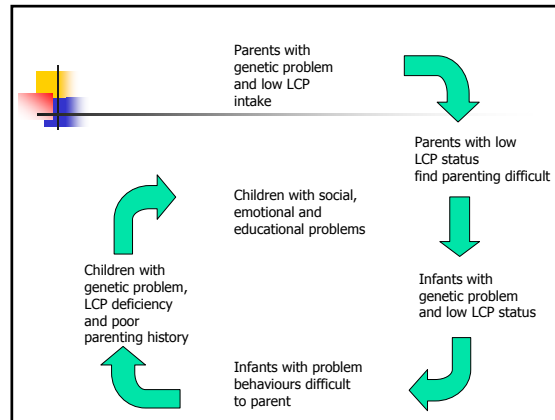 Parents with
genetic problem
and low LCP
intake
Parents with low
LCP status
find parenting difficult
Infants with
genetic problem
and low LCP status
Infants with problem
behaviours difficult
to parent
Children with
genetic problem,
LCP deficiency
and poor
parenting history
Children with social,
emotional and
educational problems